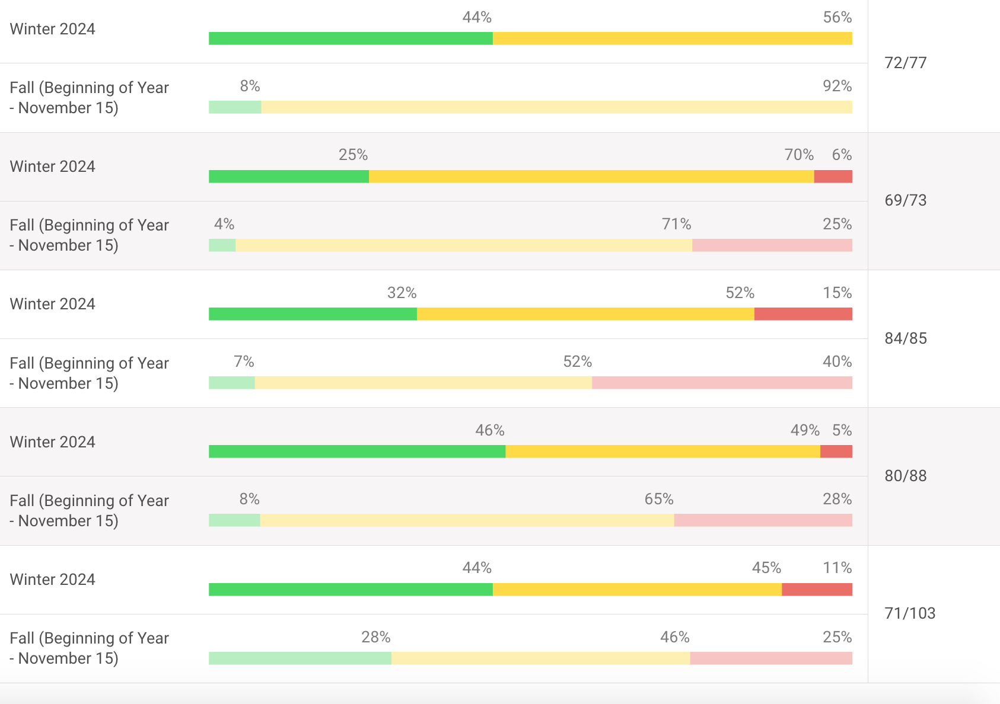 44% 56%
Winter 2024
72/77
8% 92%
Fall (Beginning of Year
- November 15)
25% 70% 6%
Winter 2024
69/73
4% 71% 25%
Fall (Beginning of Year
- November 15)
32% 52% 15%
Winter 2024
84/85
7% 52% 40%
Fall (Beginning of Year
- November 15)
46% 49% 5%
Winter 2024
80/88
8% 65% 28%
Fall (Beginning of Year
- November 15)
44% 45% 11%
Winter 2024
71/103
28% 46% 25%
Fall (Beginning of Year
- November 15)